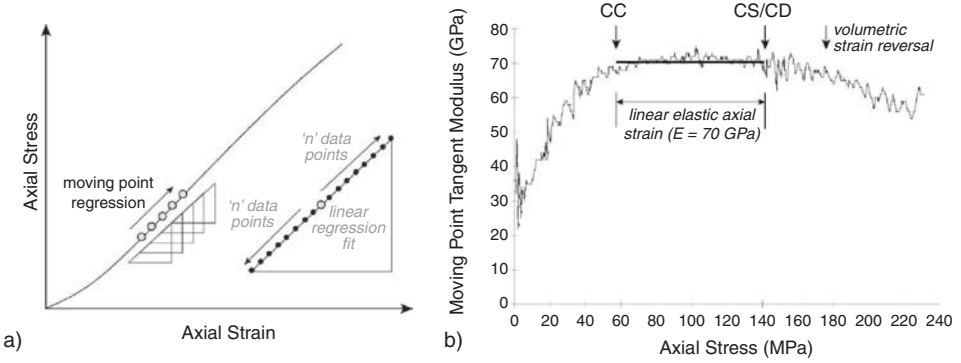 a)
Axial Stress
Axial Strain
moving point
regression
'n' data
points
'n' data
points
linear
regression
fit
b)
Moving Point Tangent Modulus (GPa)
Axial Stress (MPa)
CC
CS/CD
volumetric
strain reversal
linear elastic axial
strain (E = 70 GPa)
80
70
60
50
40
30
20
10
0
0 20 40 60 80 100 120 140 160 180 200 220 240